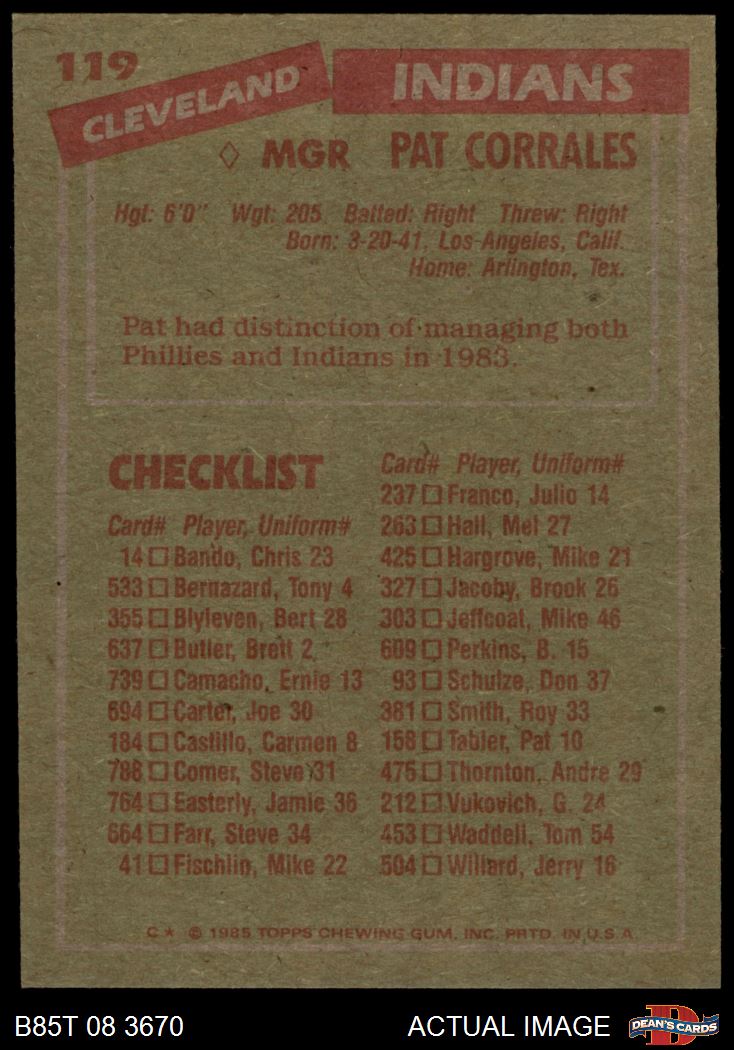 119
CLEVELAND INDIANS
◇ MGR PAT CORRALES
Hgt: 6'0" Wgt: 205 Batted: Right Threw: Right
Born: 3-20-41, Los Angeles, Calif.
Home: Arlington, Tex.
Pat had distinction of managing both
Phillies and Indians in 1983.
CHECKLIST
Card# Player, Uniform#
14 □ Bando, Chris 23
533 □ Bernazard, Tony 4
355 □ Blyleven, Bert 28
637 □ Butler, Brett 2
739 □ Camacho, Ernie 13
694 □ Carter, Joe 30
184 □ Castillo, Carmen 8
788 □ Comer, Steve 31
764 □ Easterly, Jamie 36
664 □ Farr, Steve 34
41 □ Fischlin, Mike 22
Card# Player, Uniform#
237 □ Franco, Julio 14
263 □ Hall, Mel 27
425 □ Hargrove, Mike 21
327 □ Jacoby, Brook 26
303 □ Jeffcoat, Mike 46
609 □ Perkins, B. 15
93 □ Schulze, Don 37
381 □ Smith, Roy 33
158 □ Tabler, Pat 10
475 □ Thornton, Andre 29
212 □ Vukovich, G. 24
453 □ Waddell, Tom 54
504 □ Willard, Jerry 16
C ★ © 1985 TOPPS CHEWING GUM, INC. PRTD. IN U.S.A.
B85T 08 3670
ACTUAL IMAGE
DEAN'S CARDS